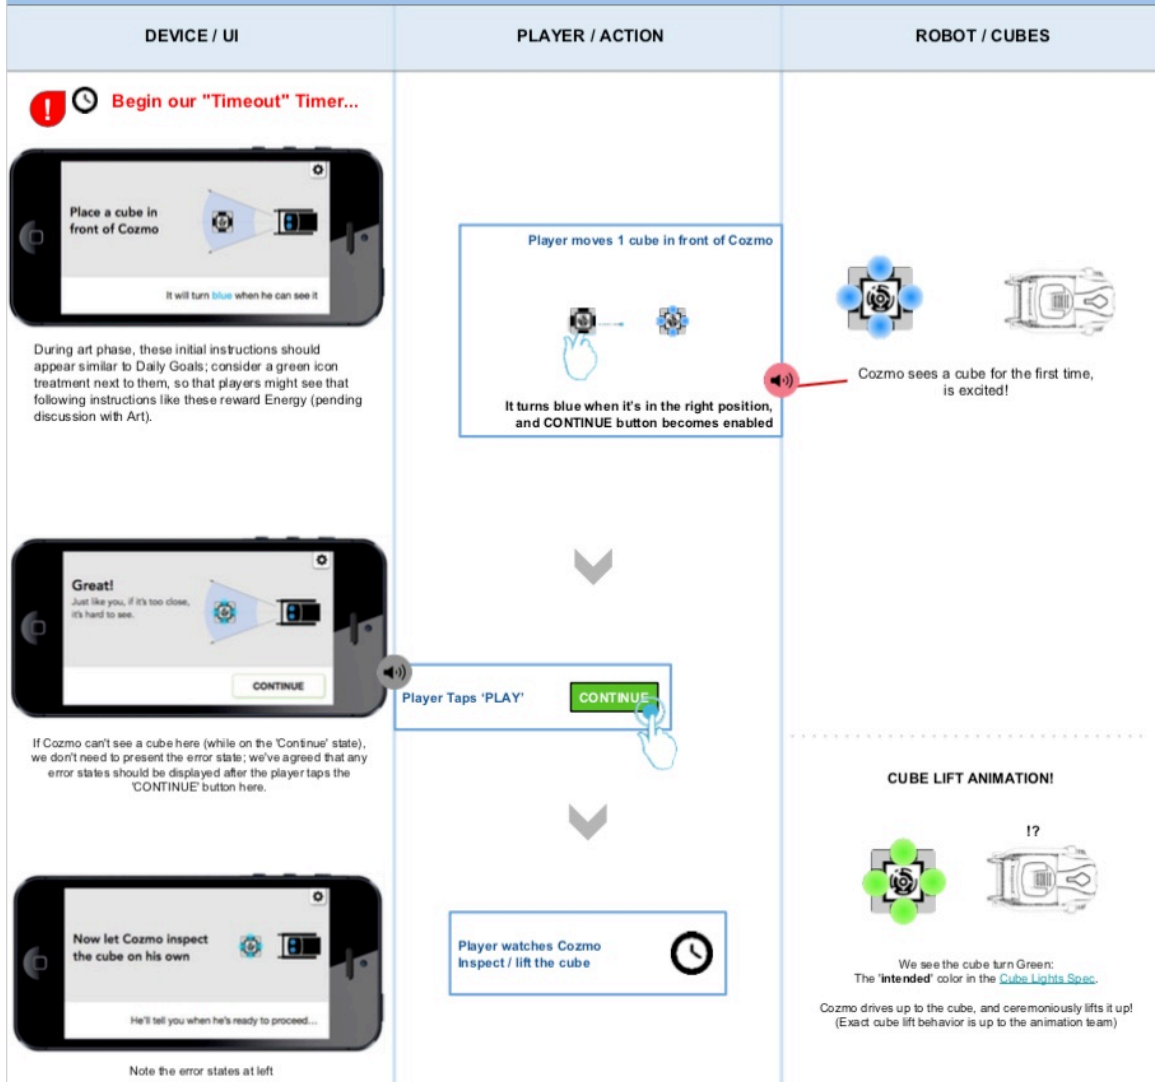 DEVICE / UI
PLAYER / ACTION
ROBOT / CUBES
!
Begin our "Timeout" Timer...
Place a cube in
front of Cozmo
It will turn blue when he can see it
During art phase, these initial instructions should
appear similar to Daily Goals; consider a green icon
treatment next to them, so that players might see that
following instructions like these reward Energy (pending
discussion with Art).
Player moves 1 cube in front of Cozmo
It turns blue when it's in the right position,
and CONTINUE button becomes enabled
Cozmo sees a cube for the first time,
is excited!
Great!
Just like you, if it's too close,
it's hard to see.
CONTINUE
If Cozmo can't see a cube here (while on the 'Continue' state),
we don't need to present the error state; we've agreed that any
error states should be displayed after the player taps the
'CONTINUE' button here.
Player Taps ‘PLAY’
CONTINUE
CUBE LIFT ANIMATION!
!?
We see the cube turn Green:
The 'intended' color in the Cube Lights Spec.
Cozmo drives up to the cube, and ceremoniously lifts it up!
(Exact cube lift behavior is up to the animation team)
Now let Cozmo inspect
the cube on his own
He'll tell you when he's ready to proceed...
Note the error states at left
Player watches Cozmo
Inspect / lift the cube